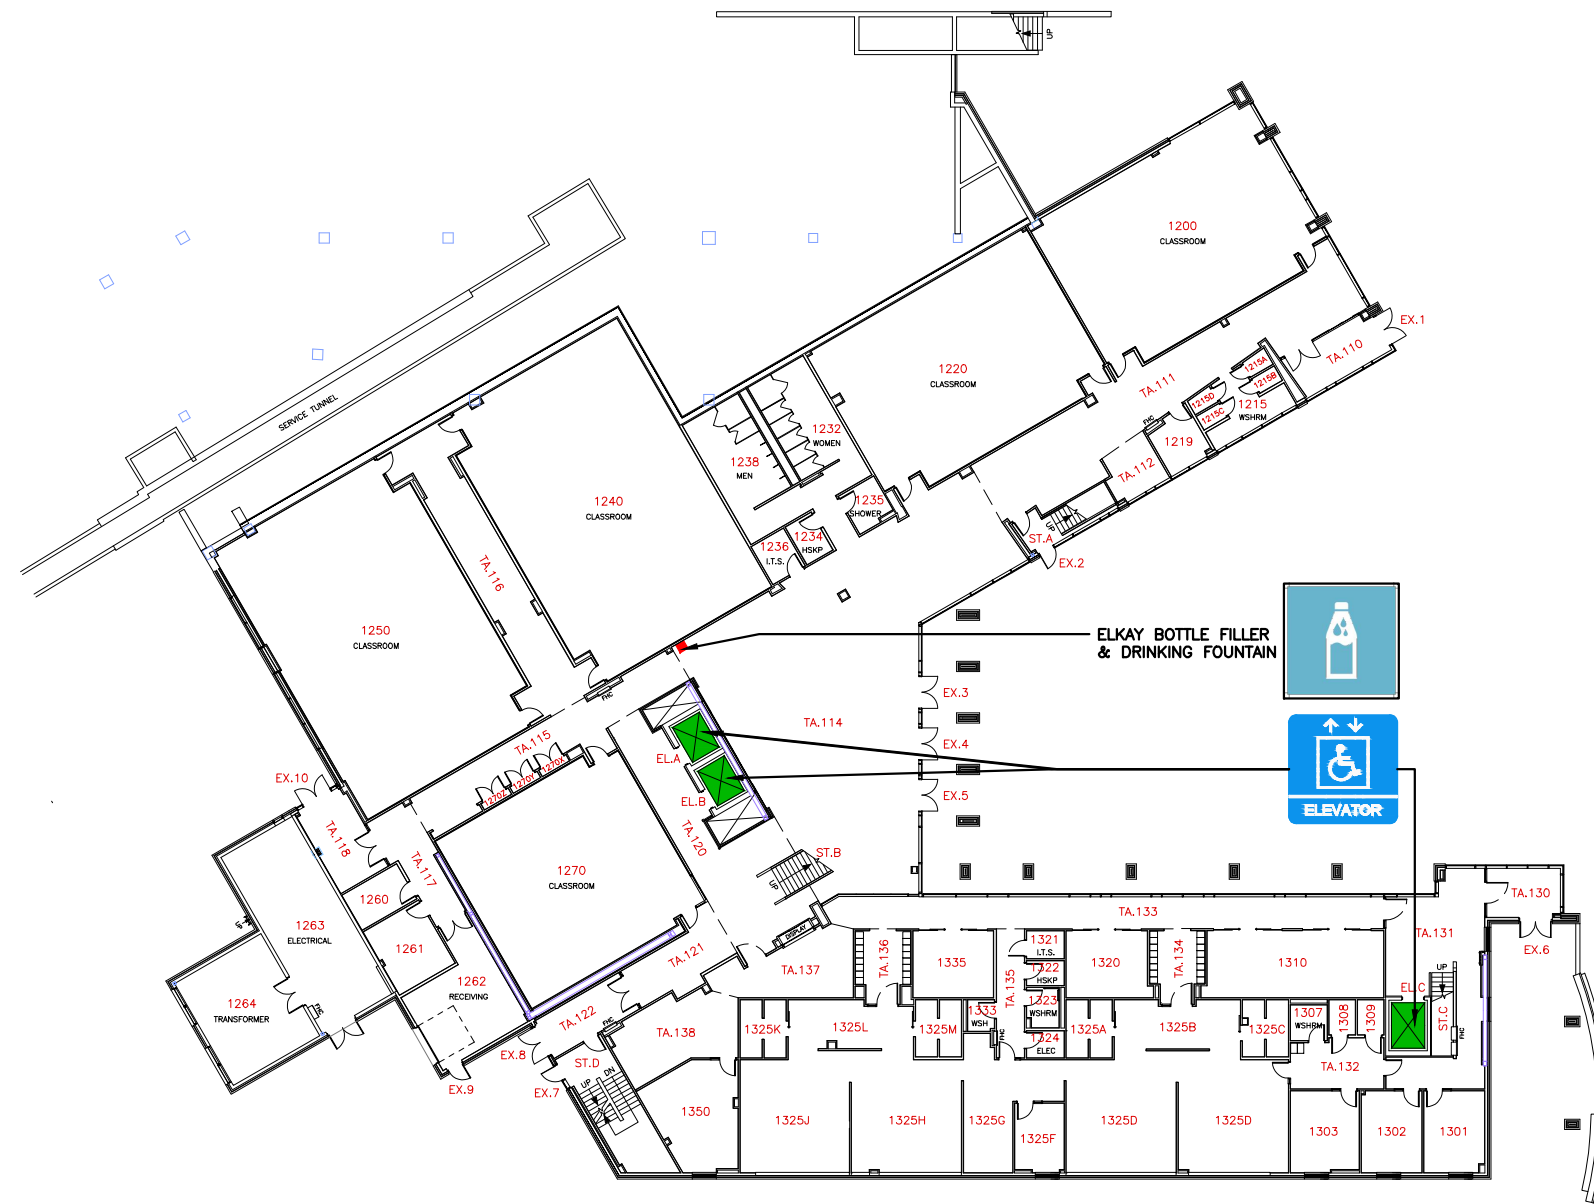 UP
1200
CLASSROOM
EX.1
TA.110
1220
CLASSROOM
TA.111
1215A
1215B
1215D
1215C
1215
WSHRM
FHC
1219
TA.112
SERVICE TUNNEL
1232
WOMEN
1238
MEN
1240
CLASSROOM
1235
SHOWER
1234
HSKP
1236
I.T.S.
UP
ST.A
EX.2
TA.116
1250
CLASSROOM
ELKAY BOTTLE FILLER
& DRINKING FOUNTAIN
FHC
EX.3
TA.114
TA.115
EX.4
EL.A
1270X
1270Y
1270Z
EX.10
EX.5
EL.B
ELEVATOR
TA.118
TA.120
ST.B
UP
TA.117
1270
CLASSROOM
1260
TA.130
TA.133
UP
1263
ELECTRICAL
DISPLAY
TA.131
EX.6
1261
TA.121
TA.136
1321
I.T.S.
TA.134
1335
1322
HSKP
1320
1310
TA.137
UP
1262
RECEIVING
TA.135
EL.C
1264
TRANSFORMER
FHC
1323
WSHRM
ST.C
TA.122
FHC
1333
WSH
1307
WSHRM
1308
1309
1325K
1325L
1325M
FHC
1324
ELEC
1325A
1325B
1325C
FHC
TA.138
EX.8
ST.D
TA.132
EX.9
EX.7
UP
DN
1350
1325J
1325H
1325G
1325F
1325D
1325D
1303
1302
1301